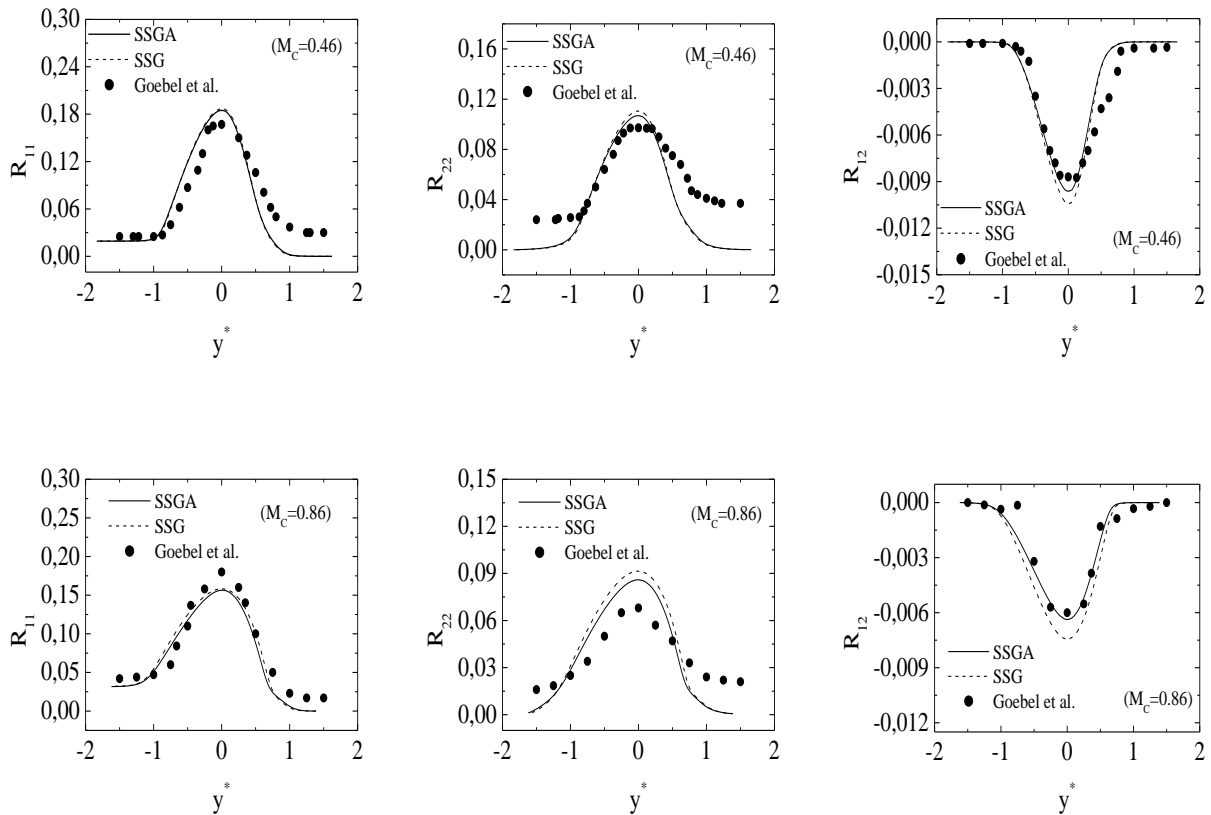 0,30
0,24
0,18
0,12
0,06
0,00
R11
SSGA
SSG
Goebel et al.
(MC=0.46)
-2 -1 0 1 2
y*
0,16
0,12
0,08
0,04
0,00
R22
SSGA
SSG
Goebel et al.
(MC=0.46)
-2 -1 0 1 2
y*
0,000
-0,003
-0,006
-0,009
-0,012
-0,015
R12
SSGA
SSG
Goebel et al.
(MC=0.46)
-2 -1 0 1 2
y*
0,30
0,25
0,20
0,15
0,10
0,05
0,00
R11
SSGA
SSG
Goebel et al.
(MC=0.86)
-2 -1 0 1 2
y*
0,15
0,12
0,09
0,06
0,03
0,00
R22
SSGA
SSG
Goebel et al.
(MC=0.86)
-2 -1 0 1 2
y*
0,000
-0,003
-0,006
-0,009
-0,012
R12
SSGA
SSG
Goebel et al.
(MC=0.86)
-2 -1 0 1 2
y*